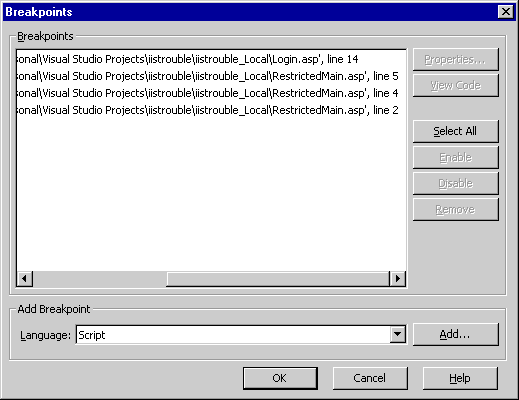 Breakpoints
Breakpoints
sonal\Visual Studio Projects\iistrouble\iistrouble_Local\Login.asp', line 14
sonal\Visual Studio Projects\iistrouble\iistrouble_Local\RestrictedMain.asp', line 5
sonal\Visual Studio Projects\iistrouble\iistrouble_Local\RestrictedMain.asp', line 4
sonal\Visual Studio Projects\iistrouble\iistrouble_Local\RestrictedMain.asp', line 2
Properties...
View Code
Select All
Enable
Disable
Remove
Add Breakpoint
Language: Script
Add...
OK Cancel Help